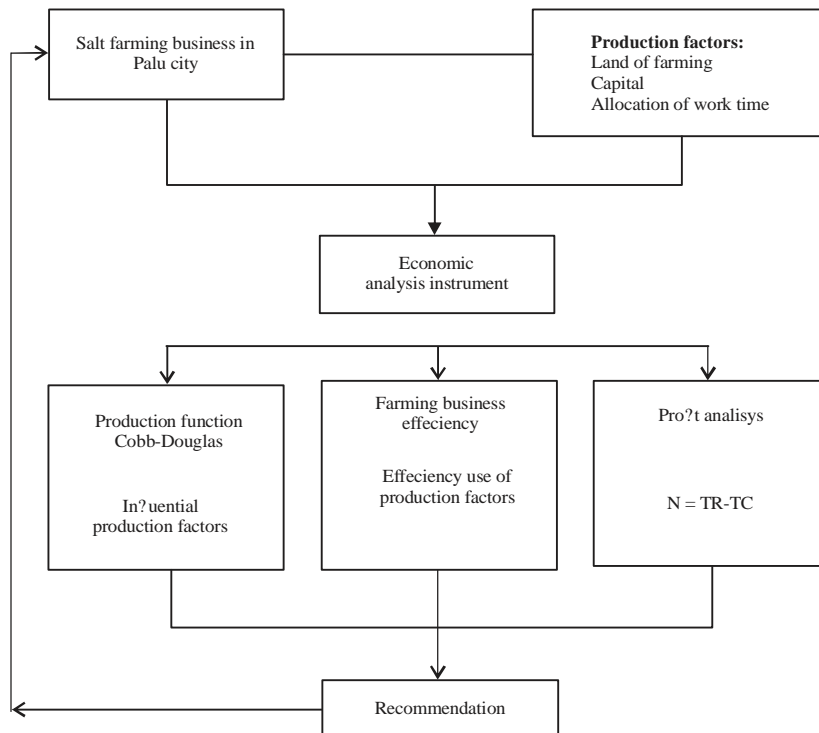 Salt farming business in
Palu city
Production factors:
Land of farming
Capital
Allocation of work time
Economic
analysis instrument
Production function
Cobb-Douglas
In?uential
production factors
Farming business
effeciency
Effeciency use of
production factors
Pro?t analisys
N = TR-TC
Recommendation